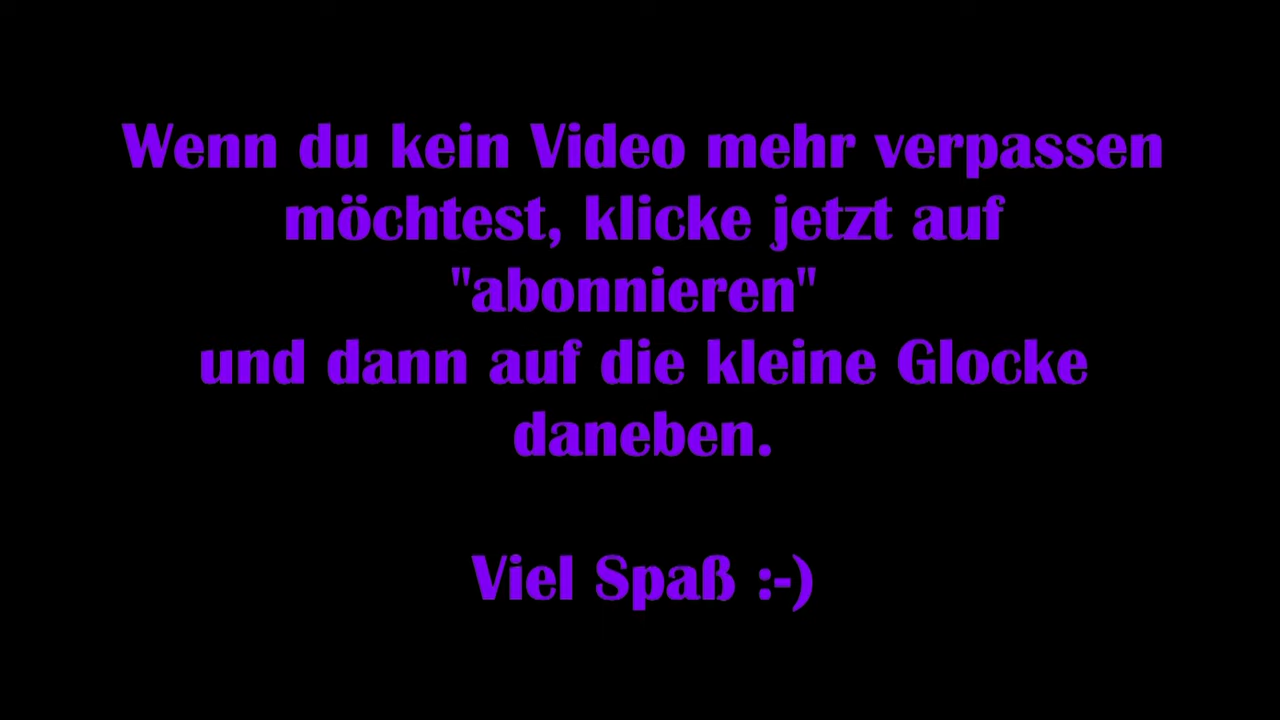 Wenn du kein Video mehr verpassen
möchtest, klicke jetzt auf
"abonnieren"
und dann auf die kleine Glocke
daneben.
Viel Spaß :-)